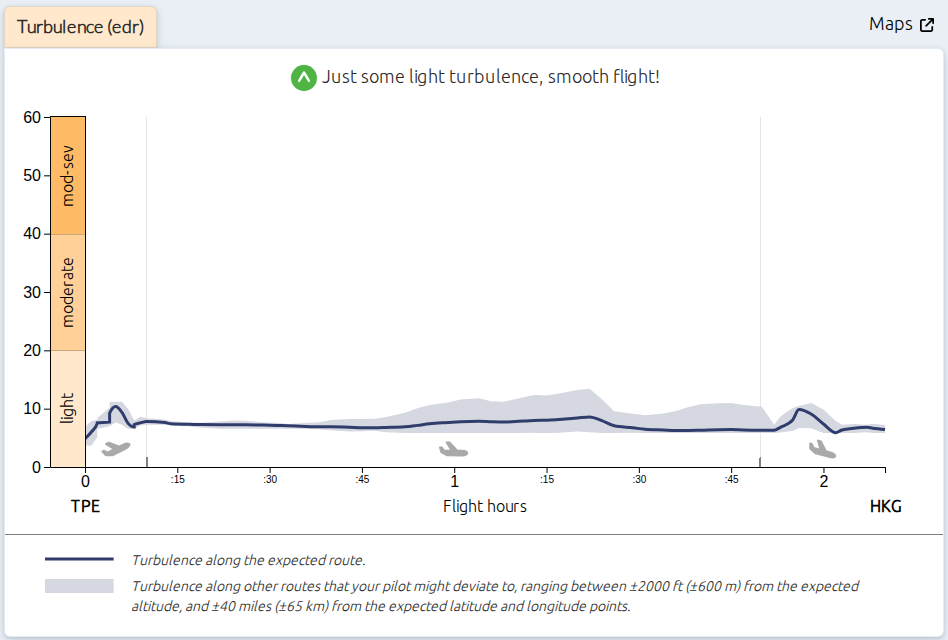 Turbulence (edr)
Maps
Just some light turbulence, smooth flight!
60
50
40
30
20
10
0
mod-sev
moderate
light
0 :15 :30 :45 1 :15 :30 :45 2
TPE Flight hours HKG
Turbulence along the expected route.
Turbulence along other routes that your pilot might deviate to, ranging between ±2000 ft (±600 m) from the expected
altitude, and ±40 miles (±65 km) from the expected latitude and longitude points.